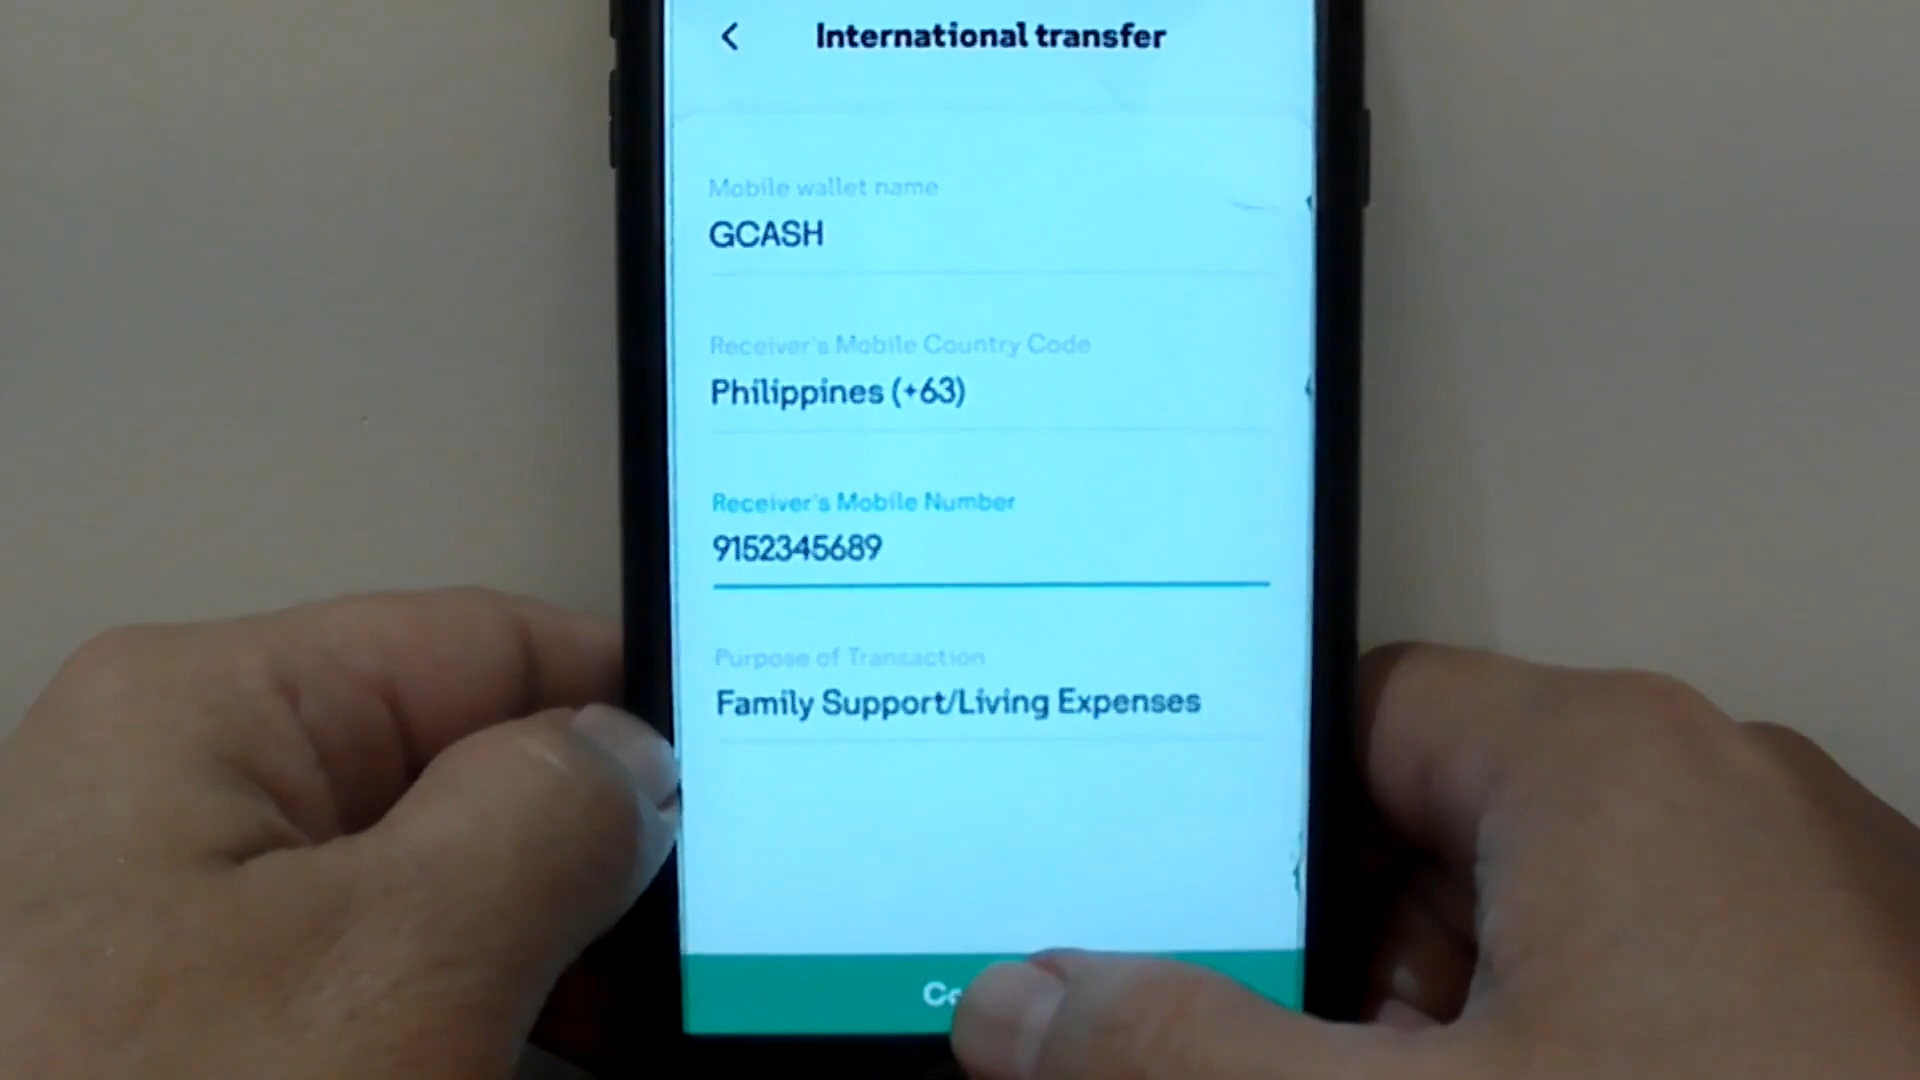 International transfer
Mobile wallet name
GCASH
Receiver's Mobile Country Code
Philippines (+63)
Receiver's Mobile Number
9152345689
Purpose of Transaction
Family Support/Living Expenses